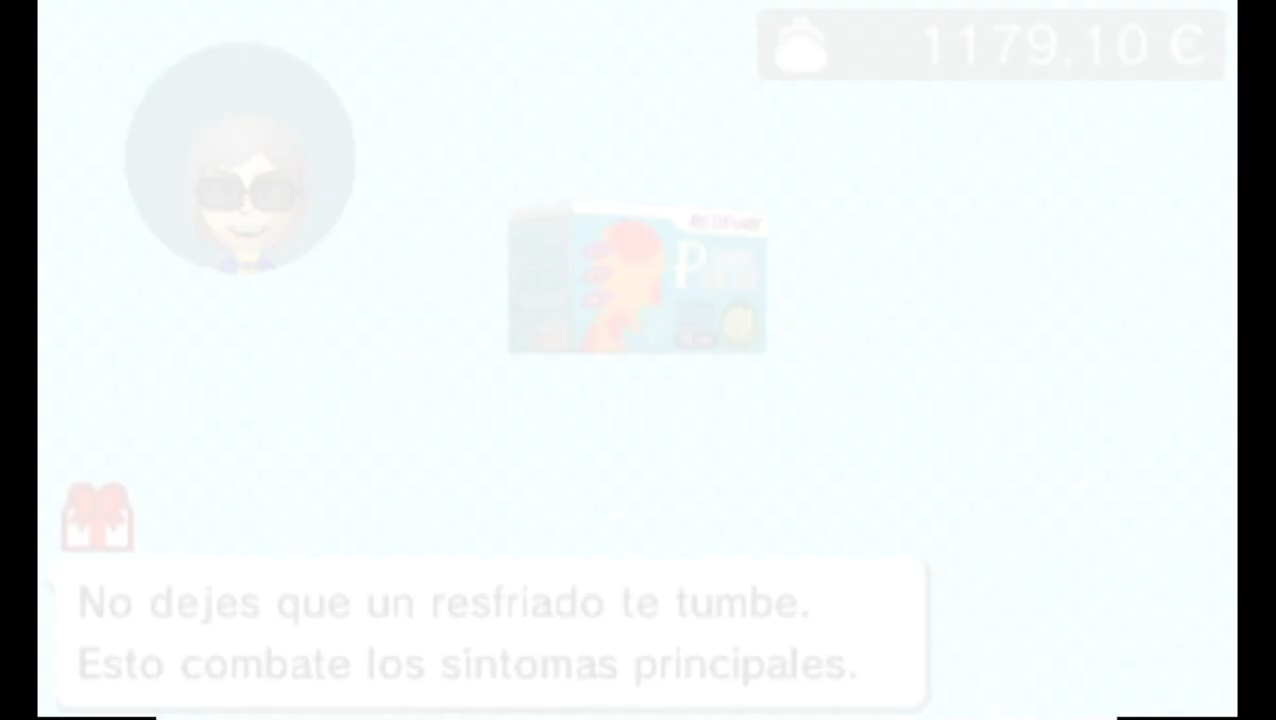 1179,10 €
No dejes que un resfriado te tumbe.
Esto combate los síntomas principales.